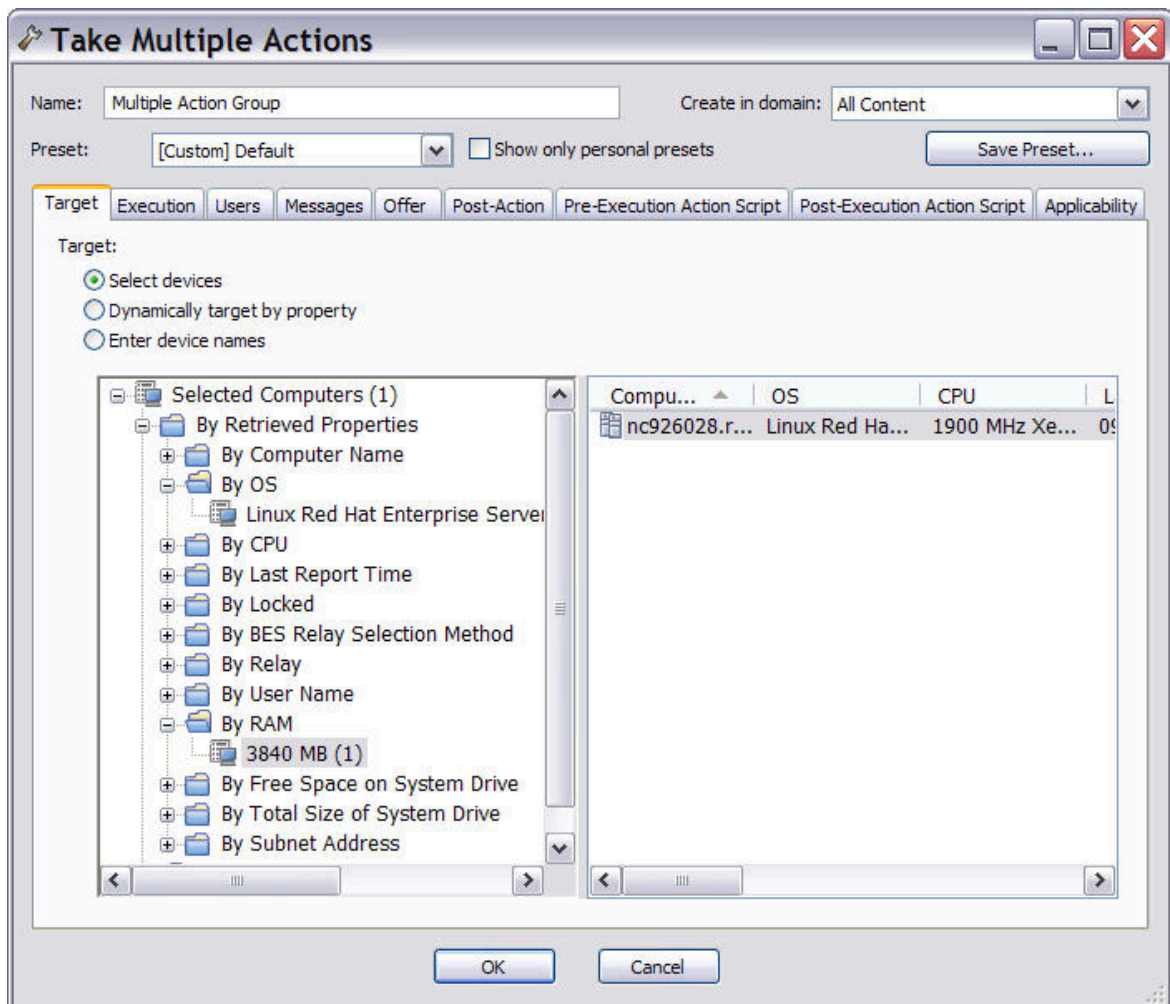 Take Multiple Actions
Name: Multiple Action Group Create in domain: All Content
Preset: [Custom] Default Show only personal presets Save Preset...
Target Execution Users Messages Offer Post-Action Pre-Execution Action Script Post-Execution Action Script Applicability
Target:
Select devices
Dynamically target by property
Enter device names
Selected Computers (1)
By Retrieved Properties
By Computer Name
By OS
Linux Red Hat Enterprise Server
By CPU
By Last Report Time
By Locked
By BES Relay Selection Method
By Relay
By User Name
By RAM
3840 MB (1)
By Free Space on System Drive
By Total Size of System Drive
By Subnet Address
Compu... OS CPU L
nc926028.r... Linux Red Ha... 1900 MHz Xe... 09
OK Cancel